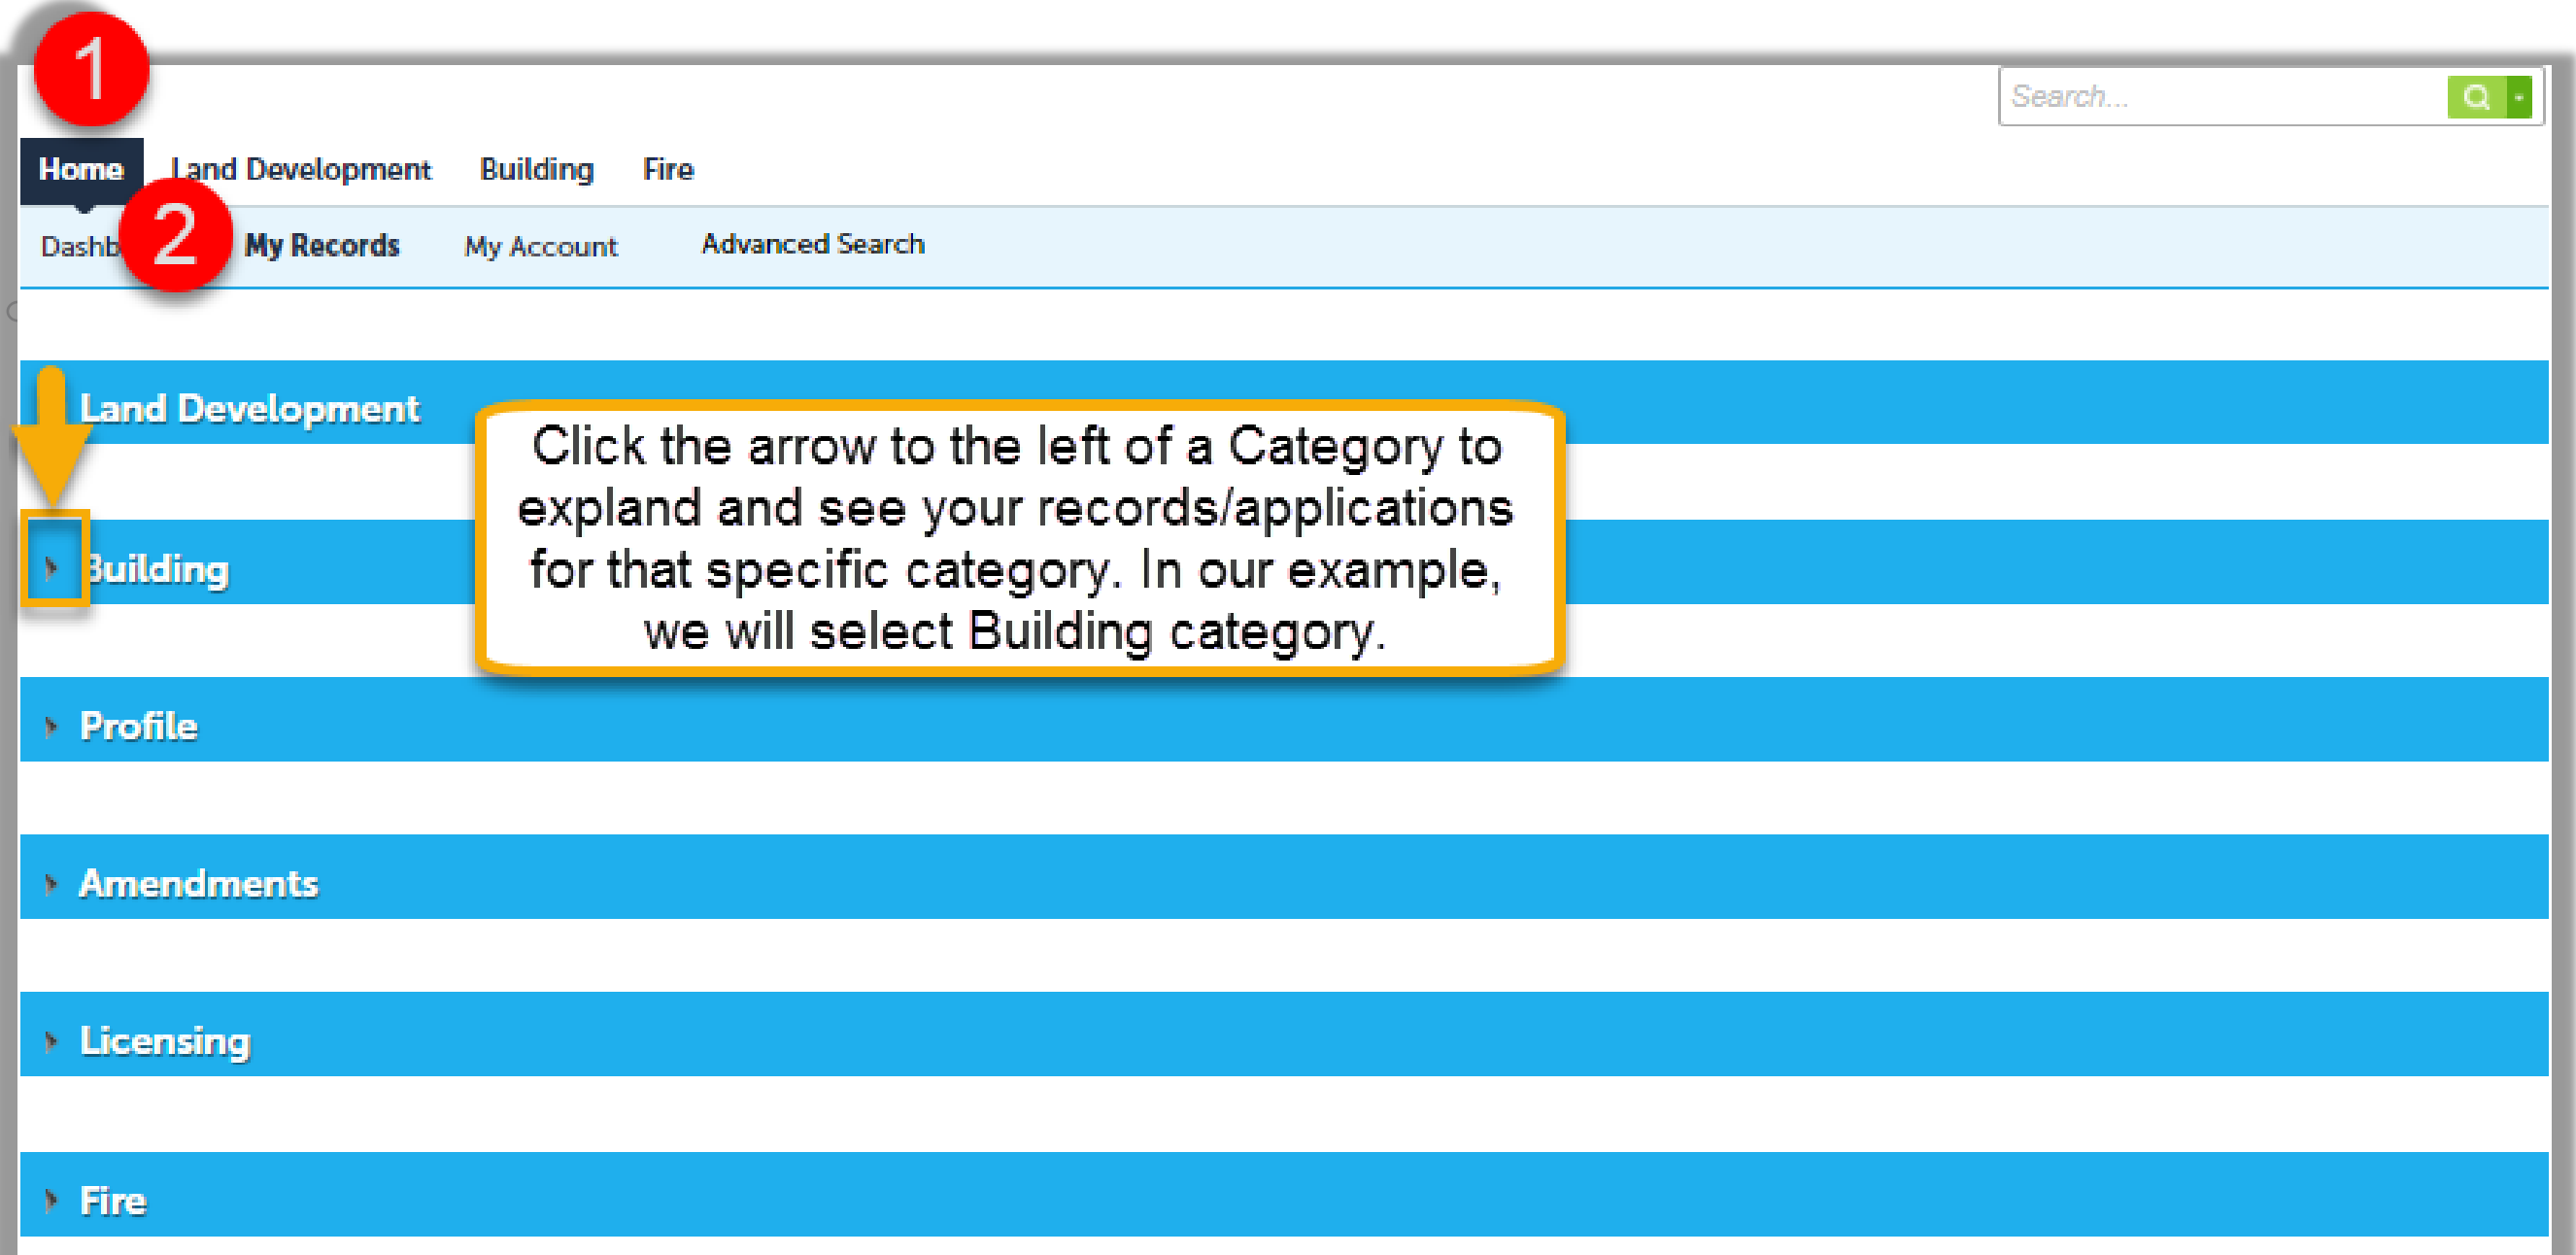 1
Search...
Home Land Development Building Fire
2
Dashb My Records My Account Advanced Search
Land Development
Click the arrow to the left of a Category to
expland and see your records/applications
for that specific category. In our example,
we will select Building category.
Building
Profile
Amendments
Licensing
Fire